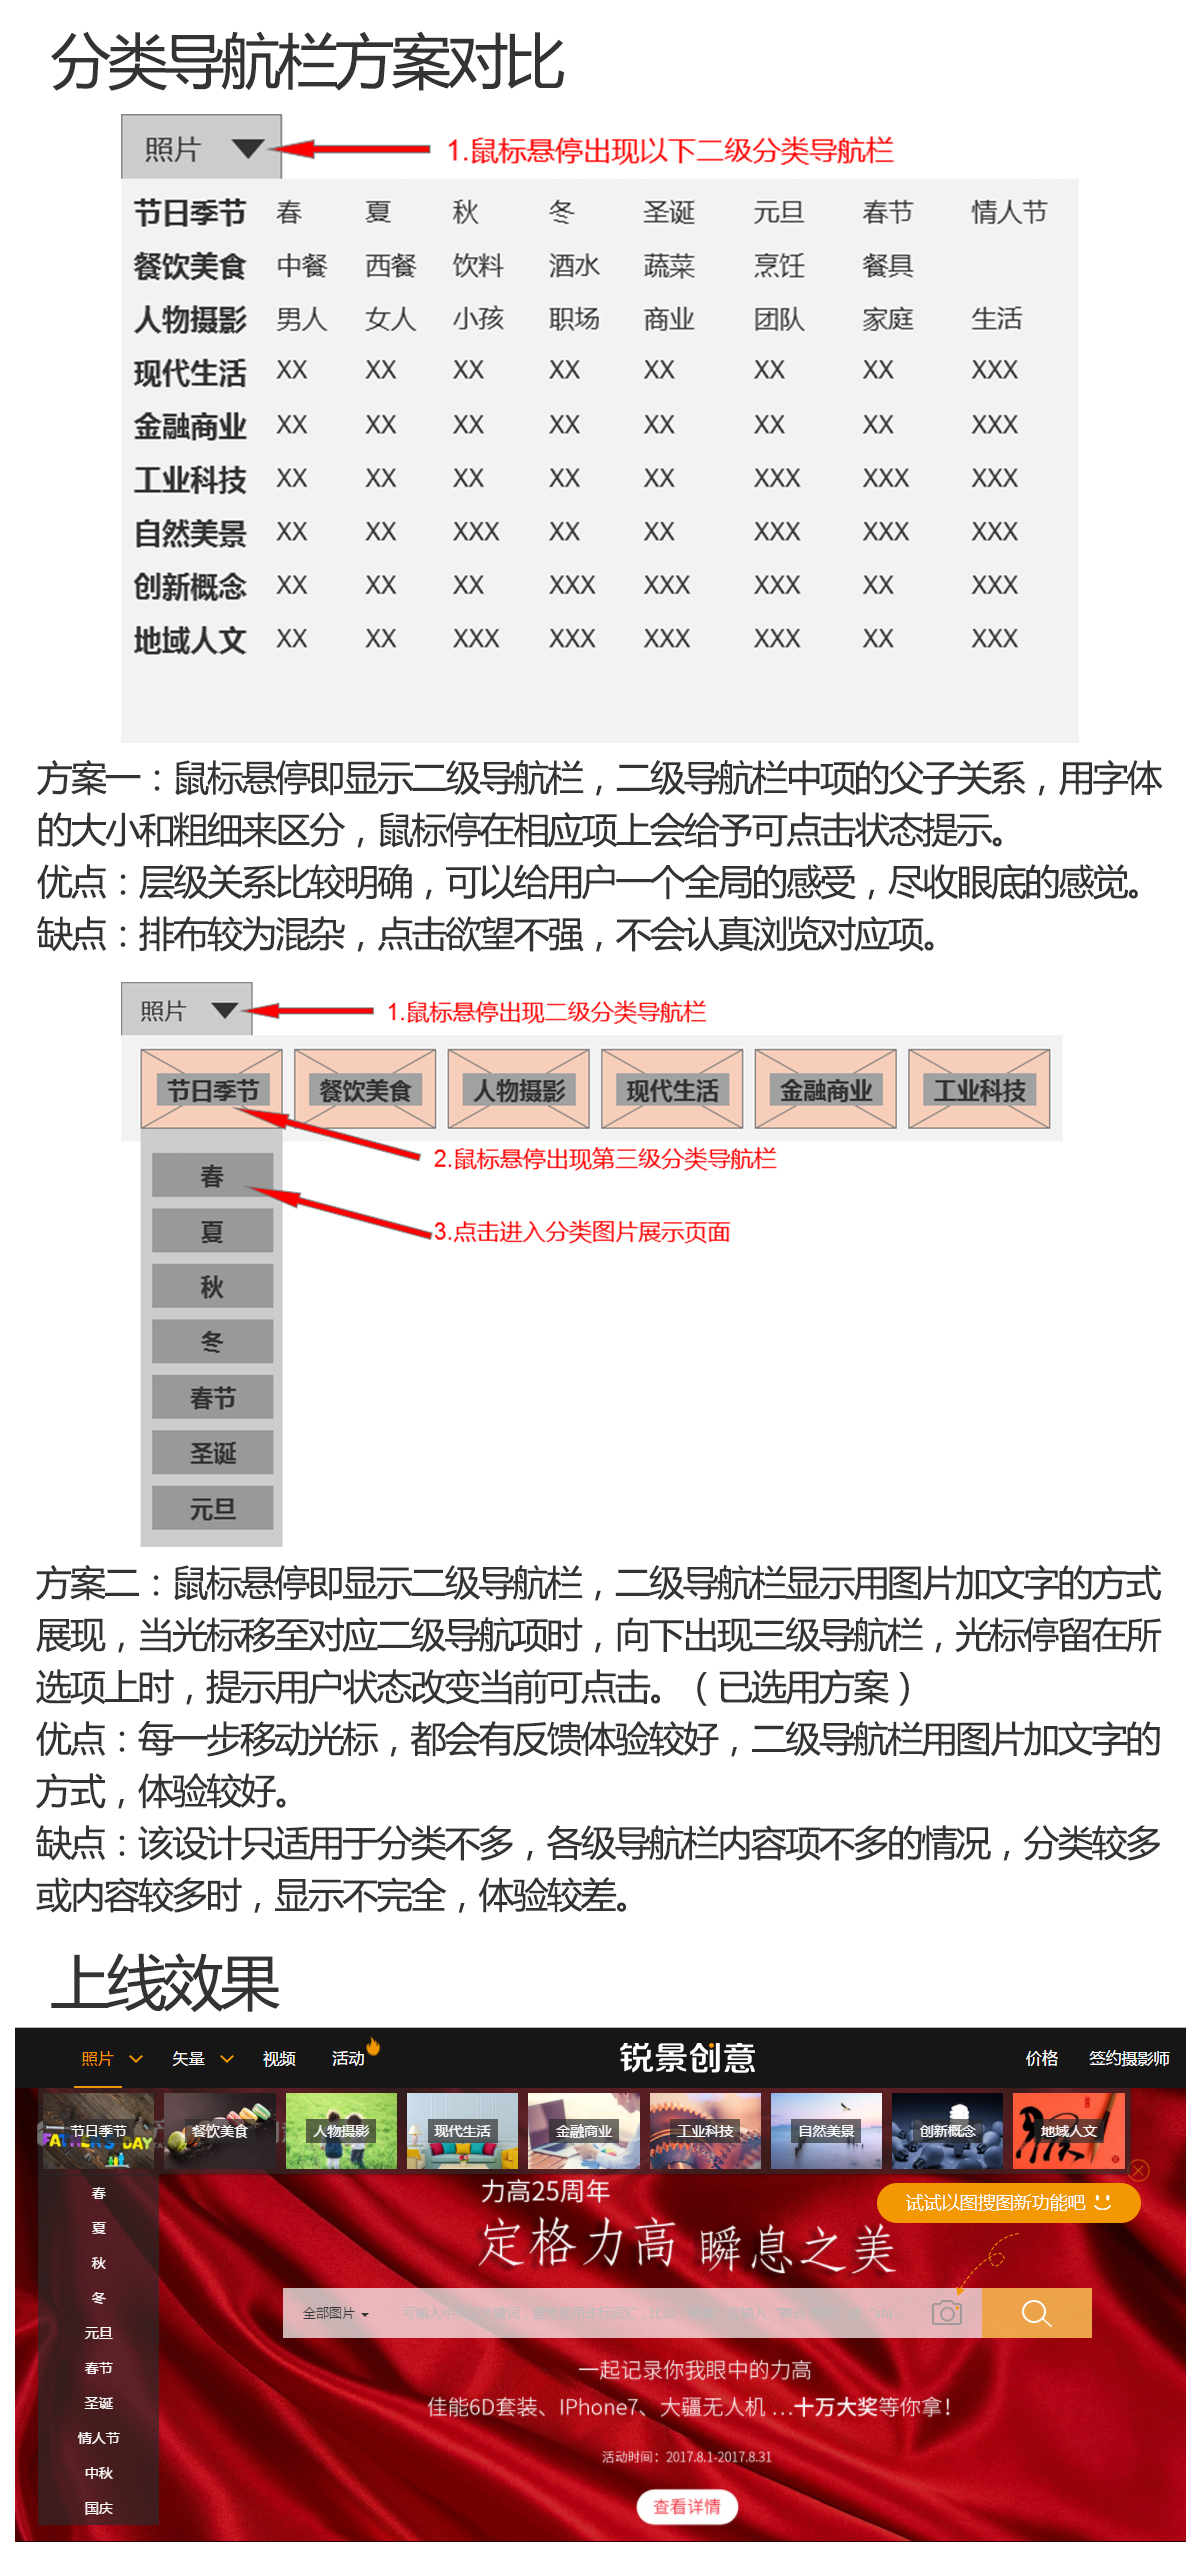 分类导航栏方案对比
照片
1.鼠标悬停出现以下二级分类导航栏
节日季节 春 夏 秋 冬 圣诞 元旦 春节 情人节
餐饮美食 中餐 西餐 饮料 酒水 蔬菜 烹饪 餐具
人物摄影 男人 女人 小孩 职场 商业 团队 家庭 生活
现代生活 XX XX XX XX XX XX XX XXX
金融商业 XX XX XX XX XX XX XX XXX
工业科技 XX XX XX XX XX XXX XXX XXX
自然美景 XX XX XXX XX XX XXX XXX XXX
创新概念 XX XX XX XXX XXX XXX XX XXX
地域人文 XX XX XXX XXX XXX XXX XX XXX
方案一：鼠标悬停即显示二级导航栏，二级导航栏中项的父子关系，用字体
的大小和粗细来区分，鼠标停在相应项上会给予可点击状态提示。
优点：层级关系比较明确，可以给用户一个全局的感受，尽收眼底的感觉。
缺点：排布较为混杂，点击欲望不强，不会认真浏览对应项。
照片
1.鼠标悬停出现二级分类导航栏
节日季节 餐饮美食 人物摄影 现代生活 金融商业 工业科技
2.鼠标悬停出现第三级分类导航栏
春
3.点击进入分类图片展示页面
夏
秋
冬
春节
圣诞
元旦
方案二：鼠标悬停即显示二级导航栏，二级导航栏显示用图片加文字的方式
展现，当光标移至对应二级导航项时，向下出现三级导航栏，光标停留在所
选项上时，提示用户状态改变当前可点击。（已选用方案）
优点：每一步移动光标，都会有反馈体验较好，二级导航栏用图片加文字的
方式，体验较好。
缺点：该设计只适用于分类不多，各级导航栏内容项不多的情况，分类较多
或内容较多时，显示不完全，体验较差。
上线效果
照片 矢量 视频 活动 锐景创意 价格 签约摄影师
节日季节 餐饮美食 人物摄影 现代生活 金融商业 工业科技 自然美景 创新概念 地域人文
FATHER'S DAY
春
夏
秋
冬
元旦
春节
圣诞
情人节
中秋
国庆
力高25周年
试试以图搜图新功能吧
定格力高 瞬息之美
全部图片
一起记录你我眼中的力高
佳能6D套装、IPhone7、大疆无人机 ...十万大奖等你拿！
活动时间：2017.8.1-2017.8.31
查看详情